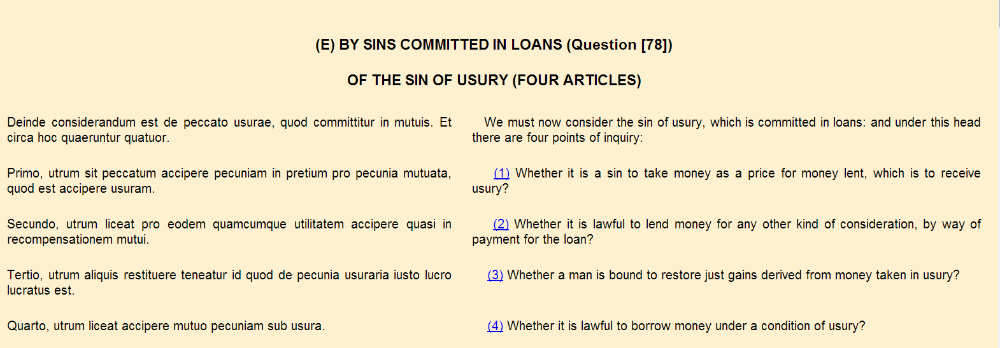 (E) BY SINS COMMITTED IN LOANS (Question [78])
OF THE SIN OF USURY (FOUR ARTICLES)
Deinde considerandum est de peccato usurae, quod committitur in mutuis. Et
circa hoc quaeruntur quatuor.
We must now consider the sin of usury, which is committed in loans: and under this head
there are four points of inquiry:
Primo, utrum sit peccatum accipere pecuniam in pretium pro pecunia mutuata,
quod est accipere usuram.
(1) Whether it is a sin to take money as a price for money lent, which is to receive
usury?
Secundo, utrum liceat pro eodem quamcumque utilitatem accipere quasi in
recompensationem mutui.
(2) Whether it is lawful to lend money for any other kind of consideration, by way of
payment for the loan?
Tertio, utrum aliquis restituere teneatur id quod de pecunia usuraria iusto lucro
lucratus est.
(3) Whether a man is bound to restore just gains derived from money taken in usury?
Quarto, utrum liceat accipere mutuo pecuniam sub usura.
(4) Whether it is lawful to borrow money under a condition of usury?